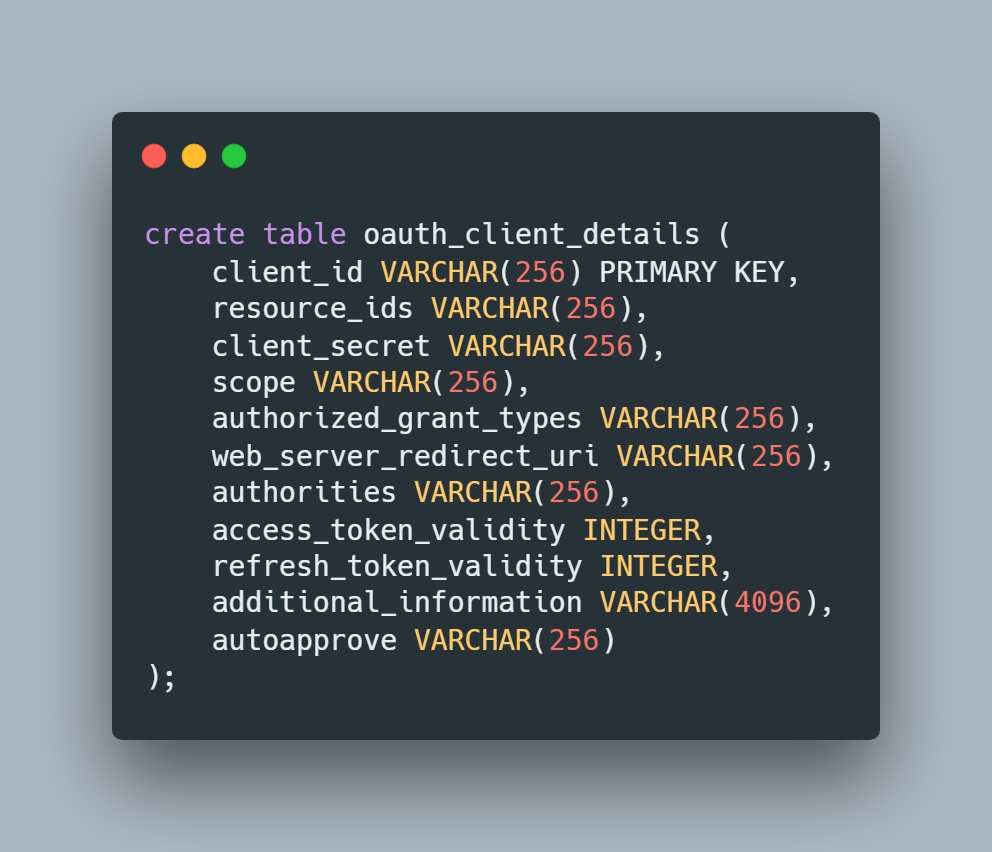 create table oauth_client_details (
    client_id VARCHAR(256) PRIMARY KEY,
    resource_ids VARCHAR(256),
    client_secret VARCHAR(256),
    scope VARCHAR(256),
    authorized_grant_types VARCHAR(256),
    web_server_redirect_uri VARCHAR(256),
    authorities VARCHAR(256),
    access_token_validity INTEGER,
    refresh_token_validity INTEGER,
    additional_information VARCHAR(4096),
    autoapprove VARCHAR(256)
);